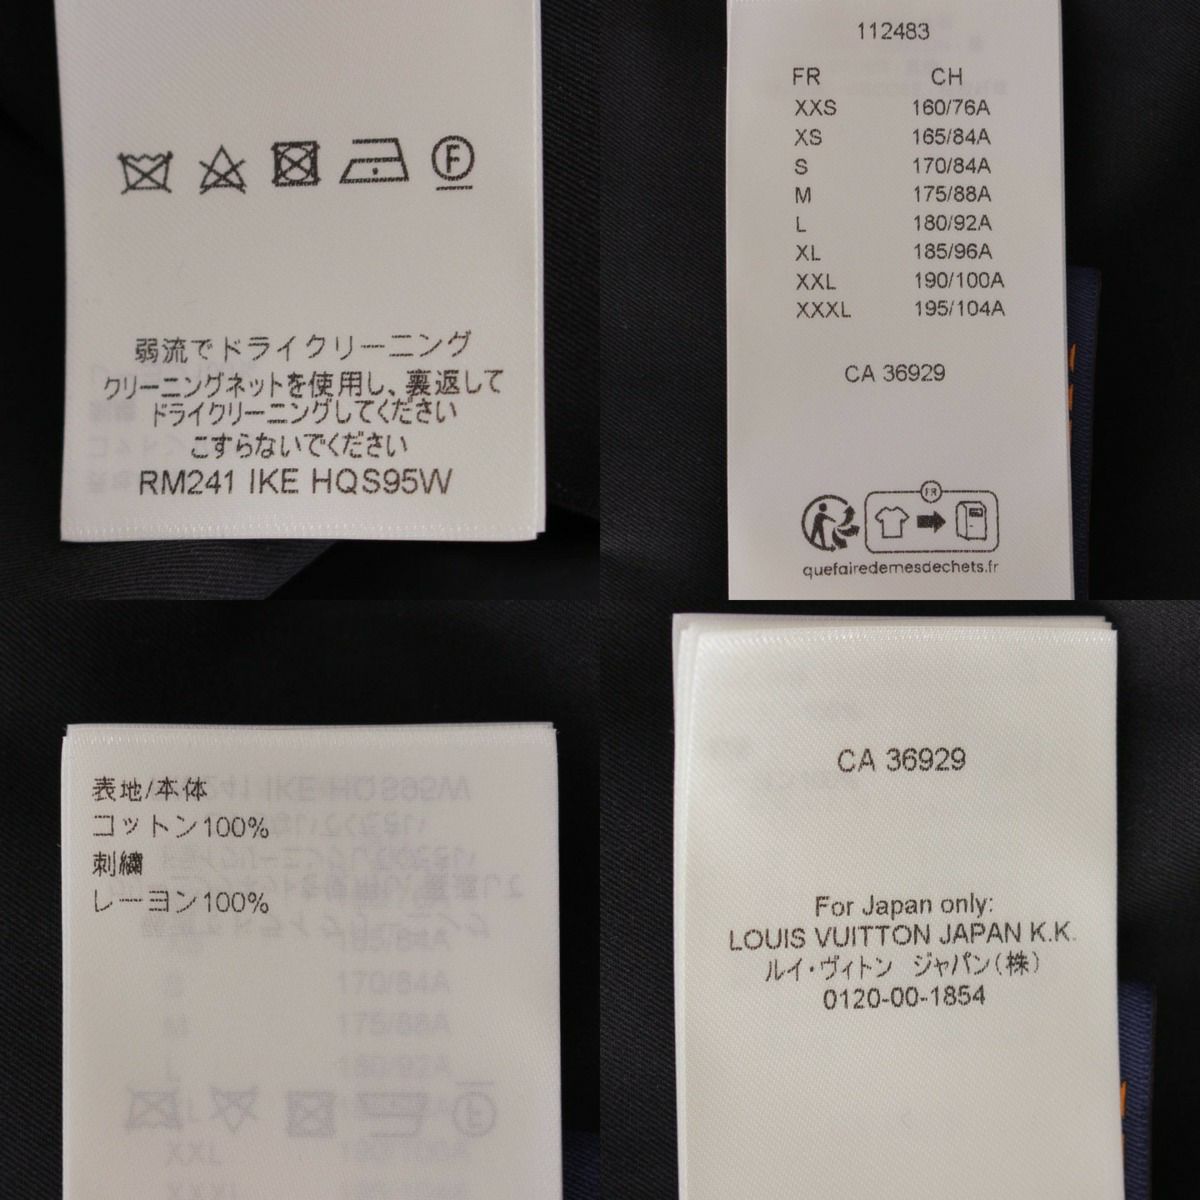 F
弱流でドライクリーニング
クリーニングネットを使用し、裏返して
ドライクリーニングしてください
こすらないでください
RM241 IKE HQS95W
112483
FR CH
XXS 160/76A
XS 165/84A
S 170/84A
M 175/88A
L 180/92A
XL 185/96A
XXL 190/100A
XXXL 195/104A
CA 36929
FR
quefairedemesdechets.fr
表地/本体
コットン100%
刺繍
レーヨン100%
CA 36929
For Japan only:
LOUIS VUITTON JAPAN K.K.
ルイ・ヴィトン ジャパン(株)
0120-00-1854